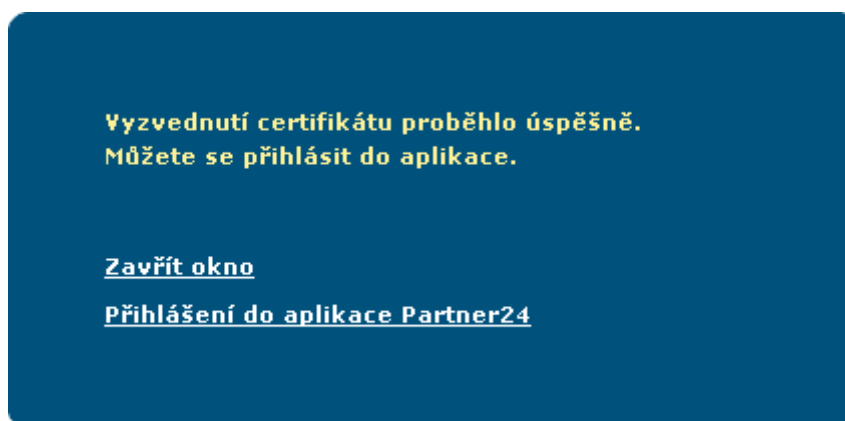 Vyzvednutí certifikátu proběhlo úspěšně.
Můžete se přihlásit do aplikace.
Zavřít okno
Přihlášení do aplikace Partner24